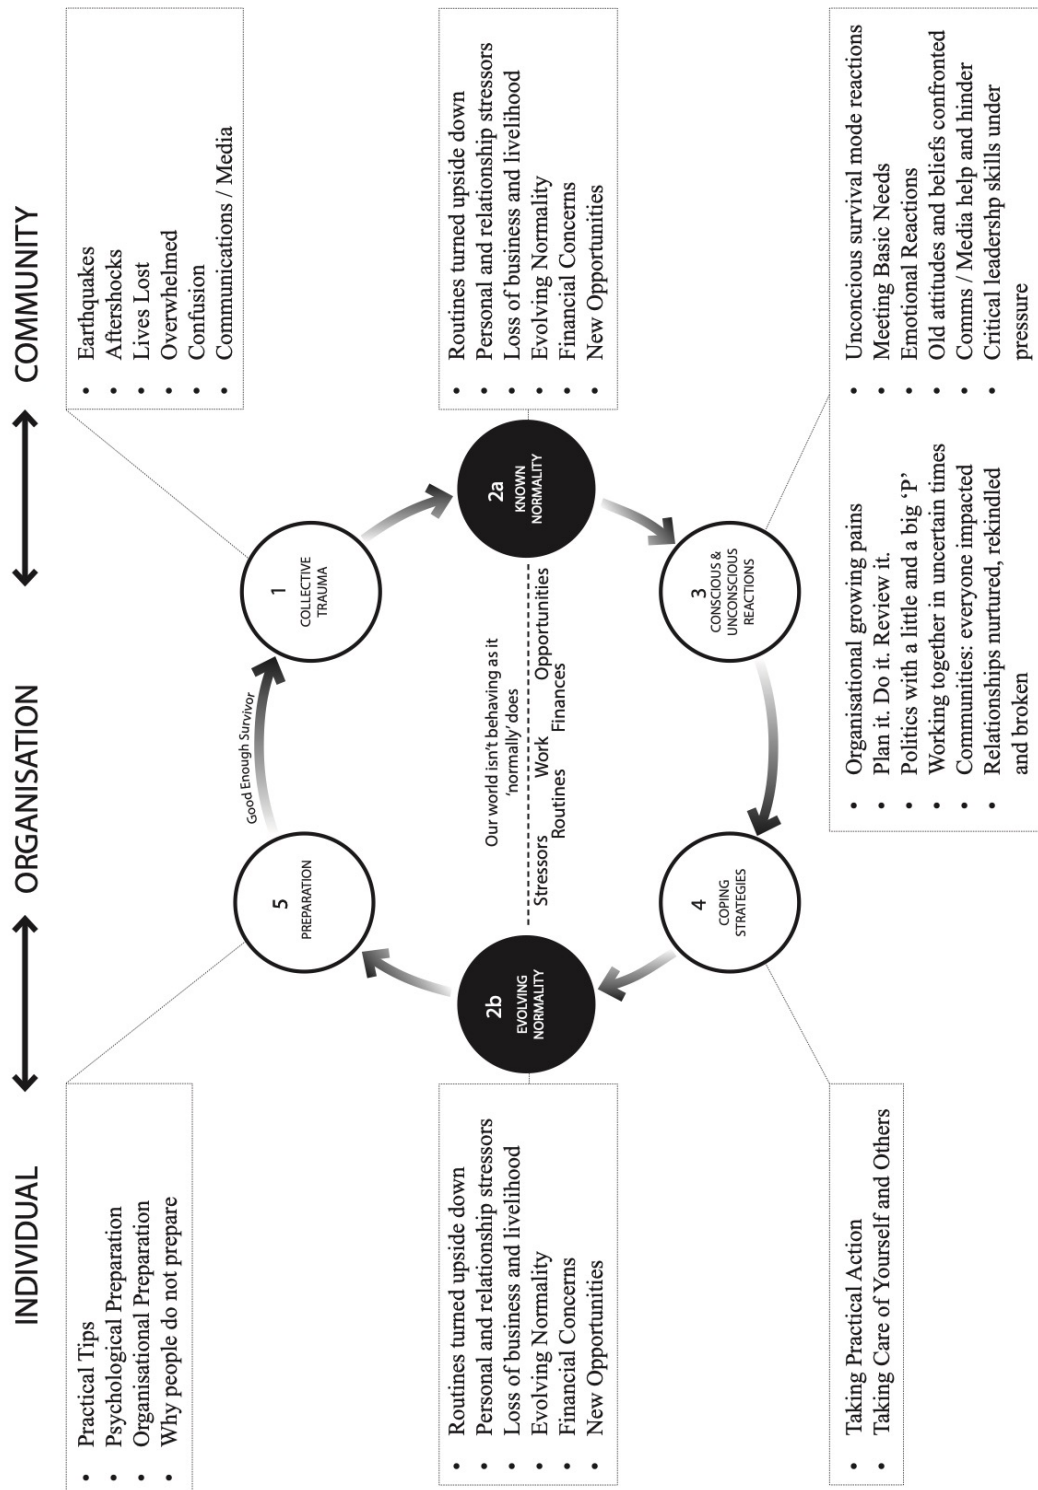 INDIVIDUAL
ORGANISATION
COMMUNITY
• Practical Tips
• Psychological Preparation
• Organisational Preparation
• Why people do not prepare
5
PREPARATION
Good Enough Survivor
1
COLLECTIVE
TRAUMA
• Earthquakes
• Aftershocks
• Lives Lost
• Overwhelmed
• Confusion
• Communications / Media
• Routines turned upside down
• Personal and relationship stressors
• Loss of business and livelihood
• Evolving Normality
• Financial Concerns
• New Opportunities
2b
EVOLVING
NORMALITY
Our world isn't behaving as it
'normally' does
Stressors Work Opportunities
Routines Finances
2a
KNOWN
NORMALITY
• Routines turned upside down
• Personal and relationship stressors
• Loss of business and livelihood
• Evolving Normality
• Financial Concerns
• New Opportunities
4
COPING
STRATEGIES
3
CONSCIOUS &
UNCONSCIOUS
REACTIONS
• Taking Practical Action
• Taking Care of Yourself and Others
• Organisational growing pains
• Plan it. Do it. Review it.
• Politics with a little and a big ‘P’
• Working together in uncertain times
• Communities: everyone impacted
• Relationships nurtured, rekindled
and broken
• Unconcious survival mode reactions
• Meeting Basic Needs
• Emotional Reactions
• Old attitudes and beliefs confronted
• Comms / Media help and hinder
• Critical leadershp skills under
pressure